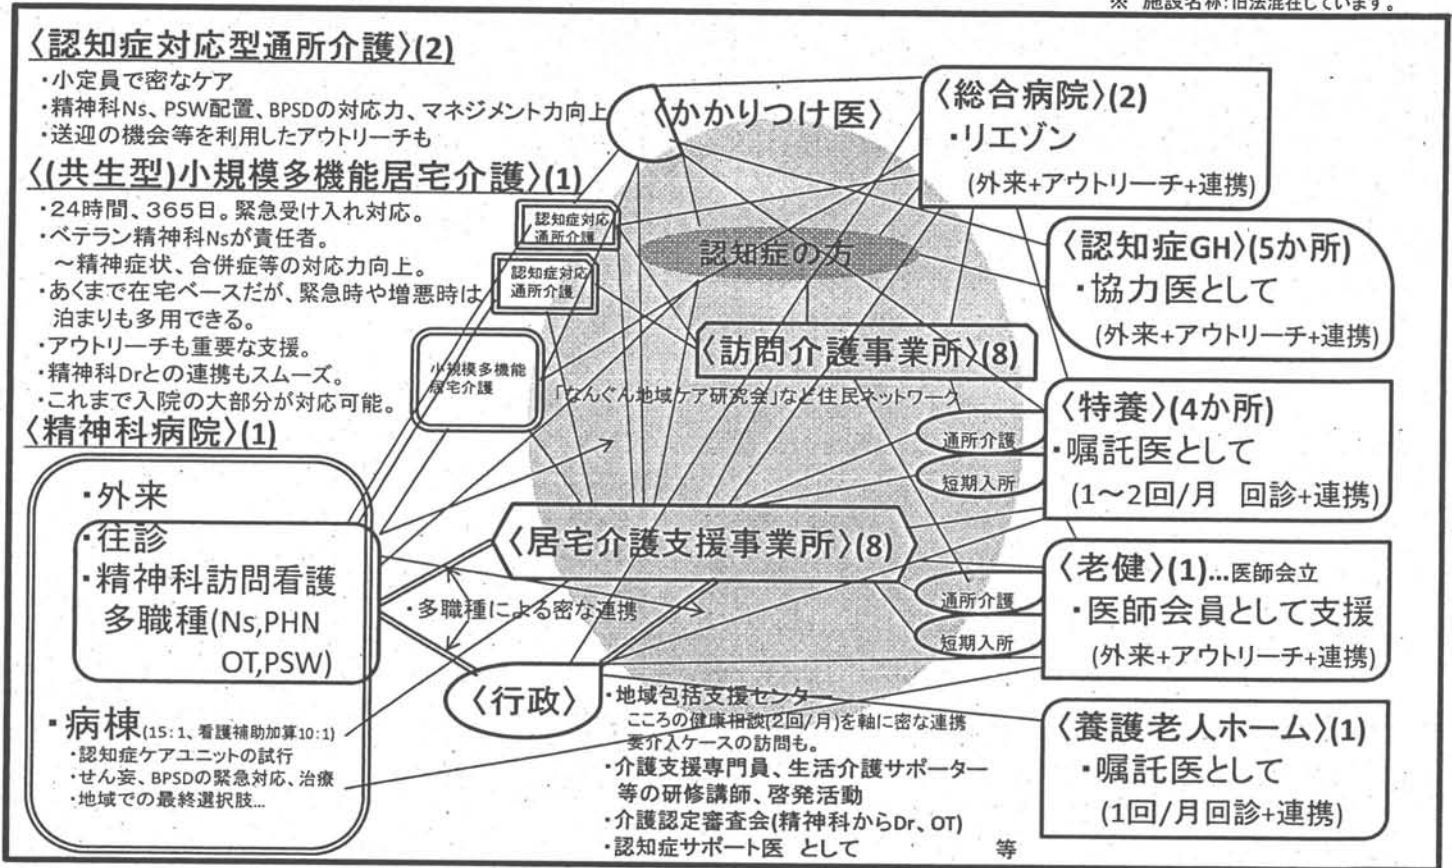 ※ 施設名称:旧法混在しています。
〈認知症対応型通所介護〉(2)
・小定員で密なケア
・精神科Ns、PSW配置、BPSDの対応力、マネジメント力向上
・送迎の機会等を利用したアウトリーチも
〈(共生型)小規模多機能居宅介護〉(1)
・24時間、365日。緊急受け入れ対応。
・ベテラン精神科Nsが責任者。
～精神症状、合併症等の対応力向上。
・あくまで在宅ベースだが、緊急時や増悪時は
泊まりも多用できる。
・アウトリーチも重要な支援。
・精神科Drとの連携もスムーズ。
・これまで入院の大部分が対応可能。
〈精神科病院〉(1)
・外来
・往診
・精神科訪問看護
多職種(Ns,PHN
OT,PSW)
・病棟(15:1、看護補助加算10:1)
・認知症ケアユニットの試行
・せん妄、BPSDの緊急対応、治療
・地域での最終選択肢...
〈かかりつけ医〉
認知症対応
通所介護
認知症対応
通所介護
小規模多機能
居宅介護
認知症の方
〈訪問介護事業所〉(8)
「なんぐん地域ケア研究会」など住民ネットワーク
〈居宅介護支援事業所〉(8)
・多職種による密な連携
〈行政〉
・地域包括支援センター
こころの健康相談(2回/月)を軸に密な連携
要介入ケースの訪問も。
・介護支援専門員、生活介護サポーター
等の研修講師、啓発活動
・介護認定審査会(精神科からDr、OT)
・認知症サポート医 として 等
〈総合病院〉(2)
・リエゾン
(外来+アウトリーチ+連携)
〈認知症GH〉(5か所)
・協力医として
(外来+アウトリーチ+連携)
〈特養〉(4か所)
・嘱託医として
(1～2回/月 回診+連携)
通所介護
短期入所
〈老健〉(1)...医師会立
・医師会員として支援
(外来+アウトリーチ+連携)
通所介護
短期入所
〈養護老人ホーム〉(1)
・嘱託医として
(1回/月回診+連携)